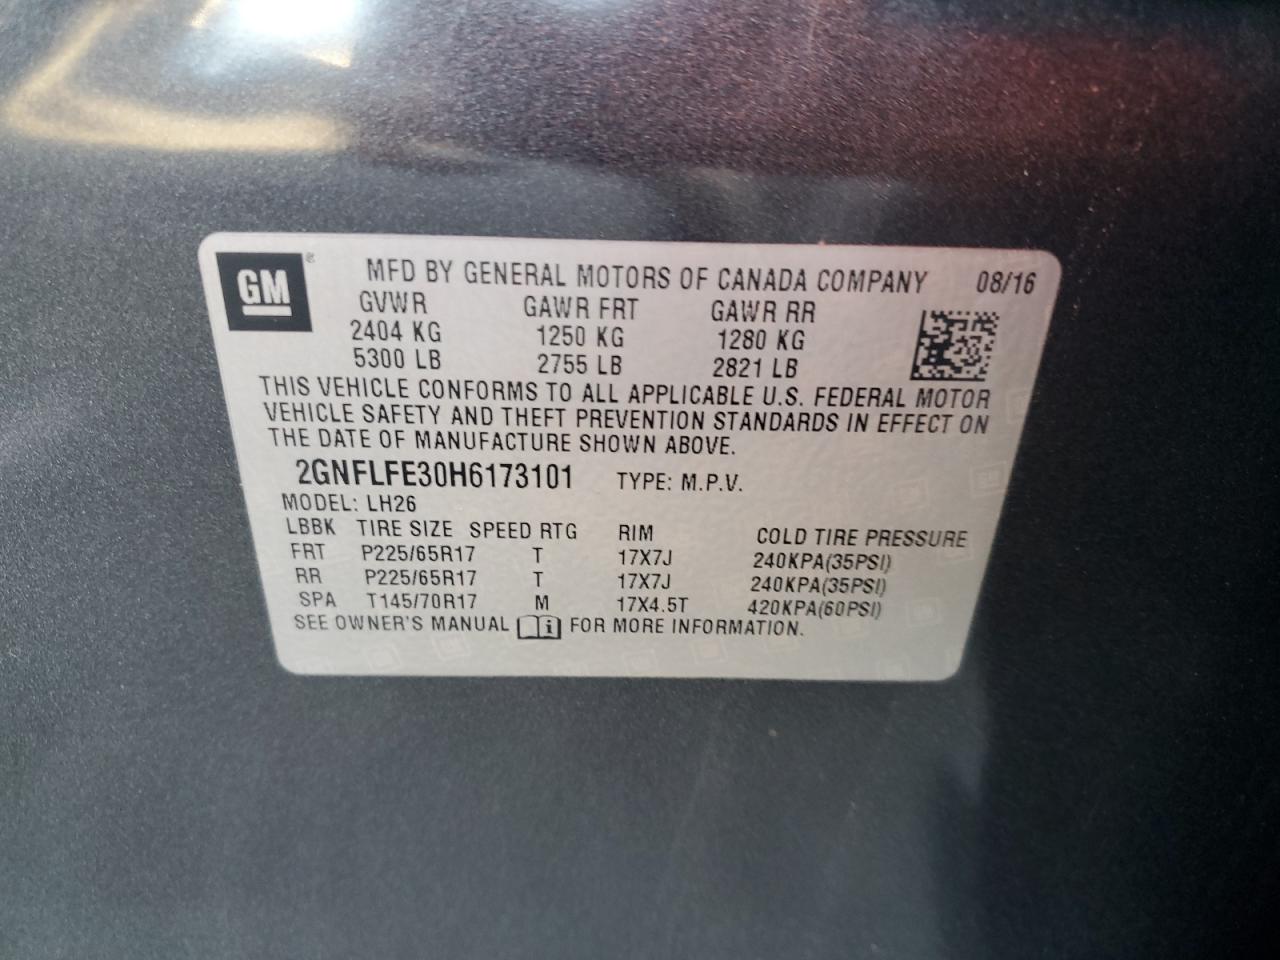 GM ® MFD BY GENERAL MOTORS OF CANADA COMPANY 08/16
GVWR GAWR FRT GAWR RR
2404 KG 1250 KG 1280 KG
5300 LB 2755 LB 2821 LB
THIS VEHICLE CONFORMS TO ALL APPLICABLE U.S. FEDERAL MOTOR
VEHICLE SAFETY AND THEFT PREVENTION STANDARDS IN EFFECT ON
THE DATE OF MANUFACTURE SHOWN ABOVE.
2GNFLFE30H6173101 TYPE: M.P.V.
MODEL: LH26
LBBK TIRE SIZE SPEED RTG RIM COLD TIRE PRESSURE
FRT P225/65R17 T 17X7J 240KPA(35PSI)
RR P225/65R17 T 17X7J 240KPA(35PSI)
SPA T145/70R17 M 17X4.5T 420KPA(60PSI)
SEE OWNER'S MANUAL i FOR MORE INFORMATION.